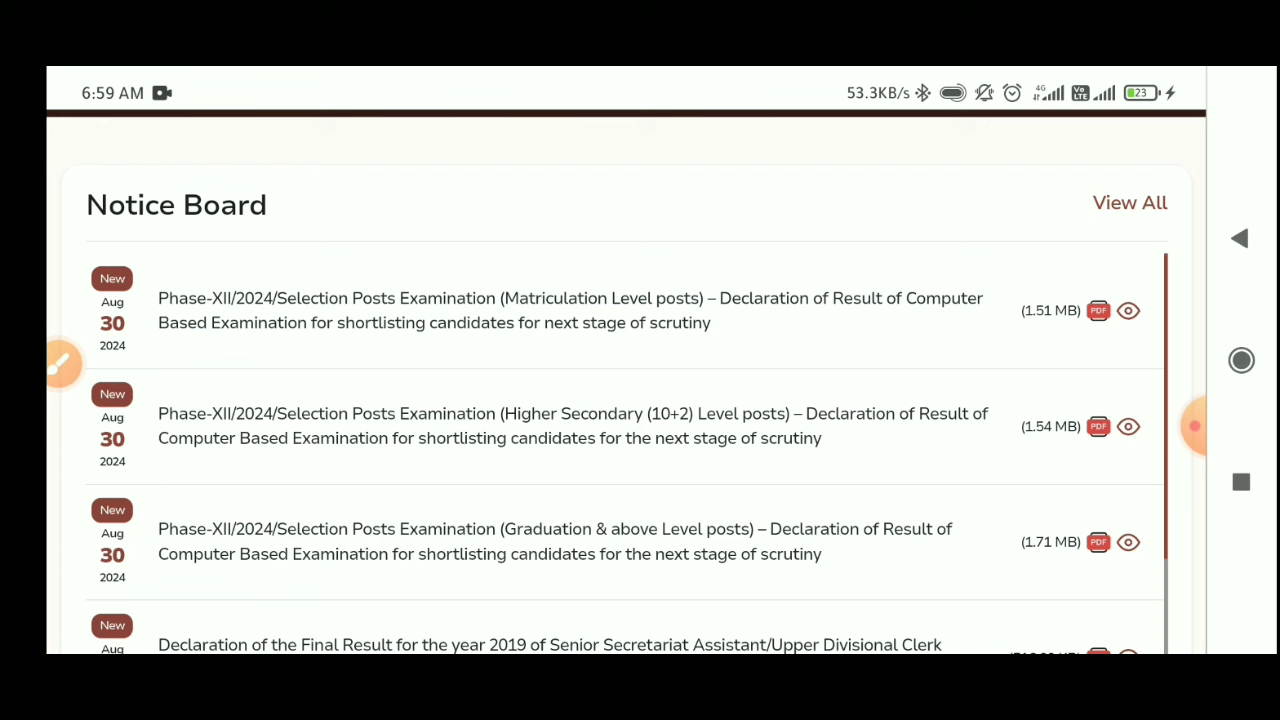 6:59 AM
53.3KB/s 4G Vo LTE 23
Notice Board
View All
New
Aug
30
2024
Phase-XII/2024/Selection Posts Examination (Matriculation Level posts) – Declaration of Result of Computer
Based Examination for shortlisting candidates for next stage of scrutiny
(1.51 MB) PDF
New
Aug
30
2024
Phase-XII/2024/Selection Posts Examination (Higher Secondary (10+2) Level posts) – Declaration of Result of
Computer Based Examination for shortlisting candidates for the next stage of scrutiny
(1.54 MB) PDF
New
Aug
30
2024
Phase-XII/2024/Selection Posts Examination (Graduation & above Level posts) – Declaration of Result of
Computer Based Examination for shortlisting candidates for the next stage of scrutiny
(1.71 MB) PDF
New
Aug
Declaration of the Final Result for the year 2019 of Senior Secretariat Assistant/Upper Divisional Clerk